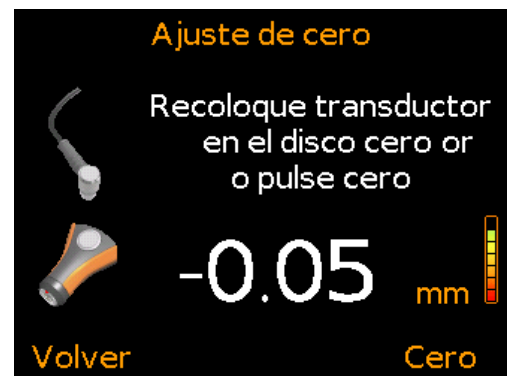 Ajuste de cero
Recoloque transductor
en el disco cero or
o pulse cero
-0.05 mm
Volver Cero